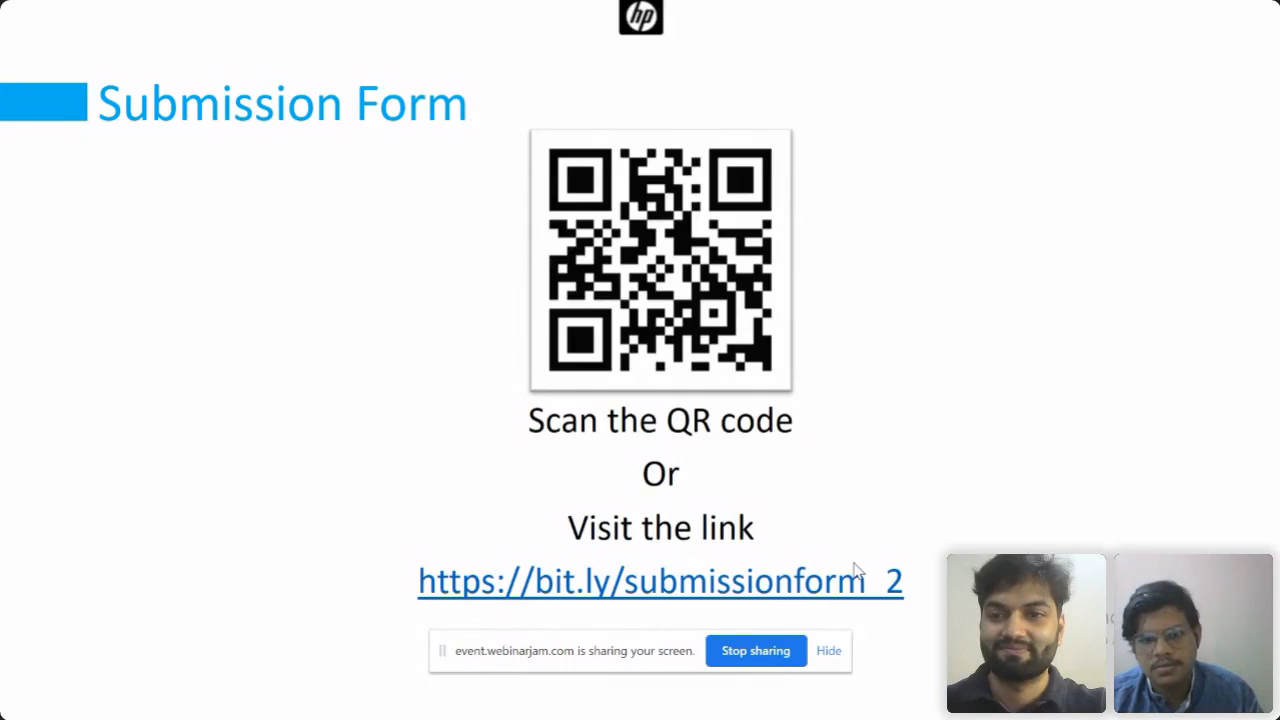 hp
Submission Form
Scan the QR code
Or
Visit the link
https://bit.ly/submissionform_2
event.webinarjam.com is sharing your screen.
Stop sharing
Hide